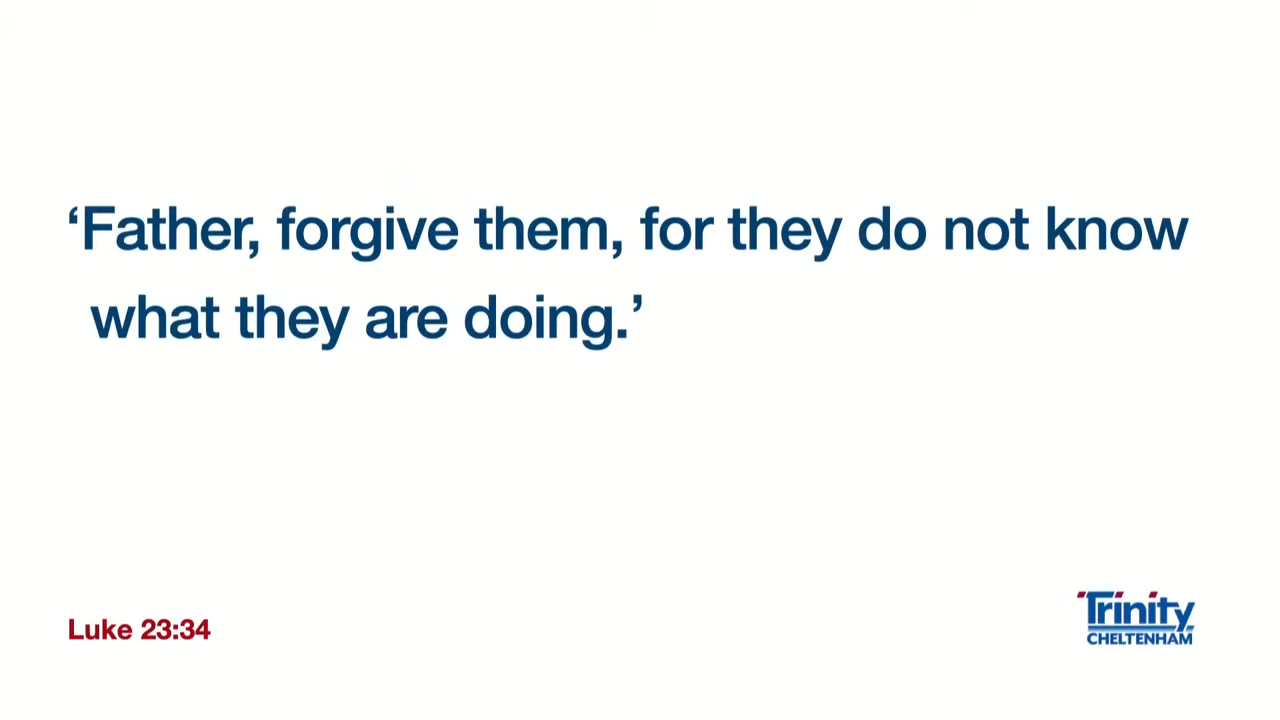 ‘Father, forgive them, for they do not know
what they are doing.’
Luke 23:34
Trinity
CHELTENHAM